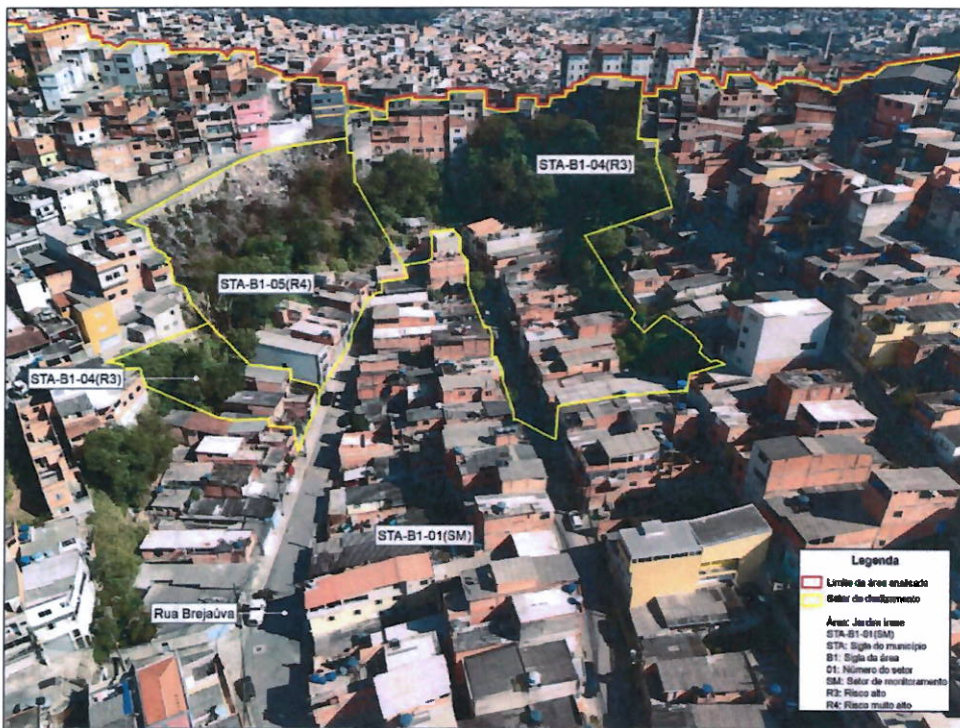 STA-B1-04(R3)
STA-B1-05(R4)
STA-B1-04(R3)
STA-B1-01(SM)
Rua Brejaúva
Legenda
Limite da área analisada
Setor de
Área: Jardim Irene
STA-B1-01(SM)
STA: Sigla do município
B1: Sigla da área
01: Número do setor
SM: Setor de monitoramento
R3: Risco alto
R4: Risco muito alto